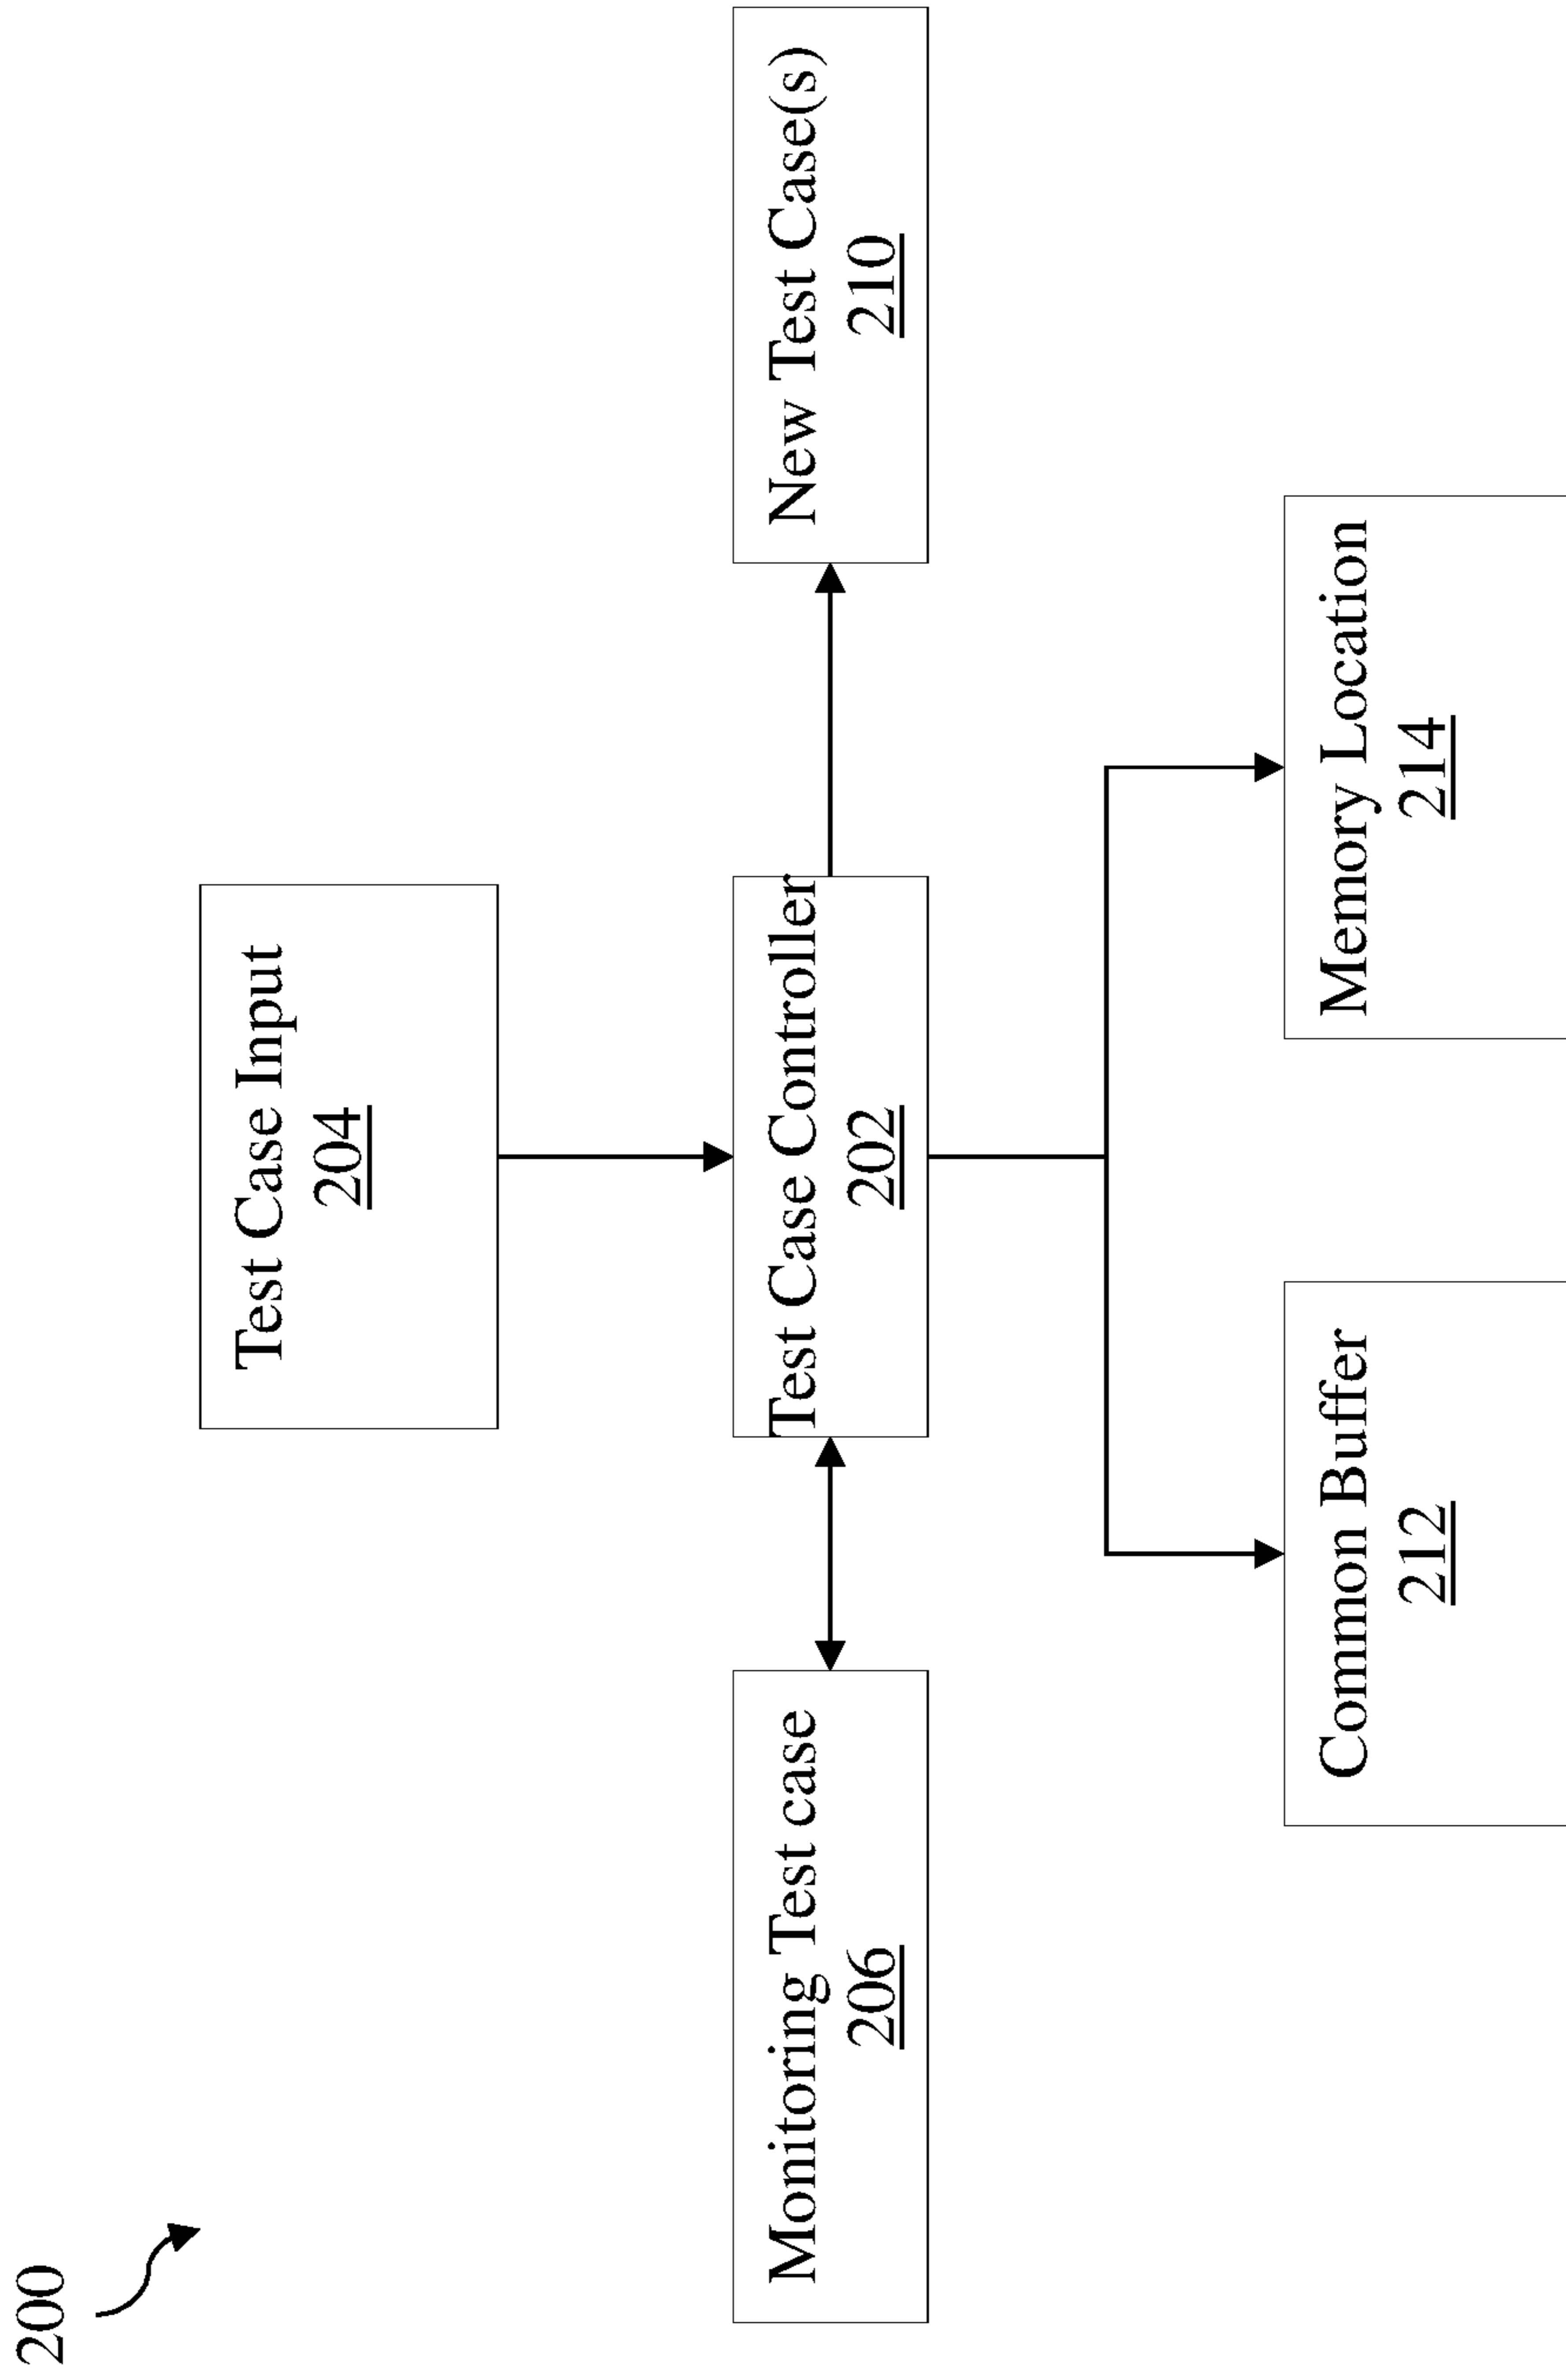 200
Test Case Input
204
Monitoring Test case
206
Test Case Controller
202
New Test Case(s)
210
Common Buffer
212
Memory Location
214